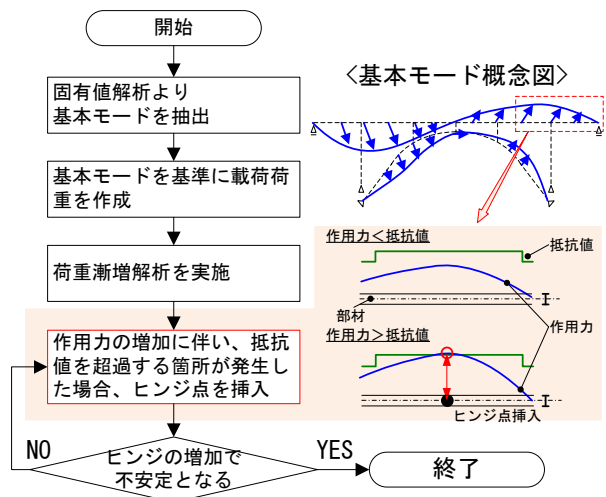 開始
固有値解析より
基本モードを抽出
基本モードを基準に載荷荷
重を作成
荷重漸増解析を実施
作用力の増加に伴い、抵抗
値を超過する箇所が発生し
た場合、ヒンジ点を挿入
NO
YES
ヒンジの増加で
不安定となる
終了
<基本モード概念図>
作用力<抵抗値
抵抗値
部材
作用力
作用力>抵抗値
ヒンジ点挿入